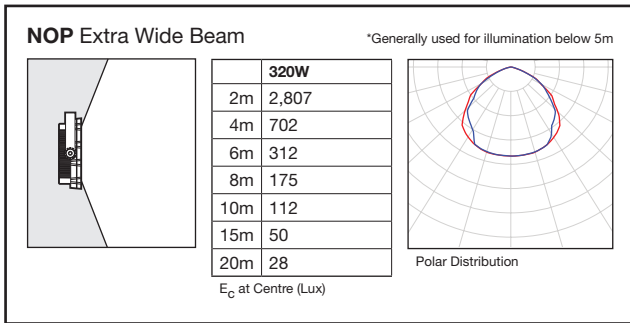 NOP Extra Wide Beam
*Generally used for illumination below 5m
320W
2m 2,807
4m 702
6m 312
8m 175
10m 112
15m 50
20m 28
E_C at Centre (Lux)
Polar Distribution